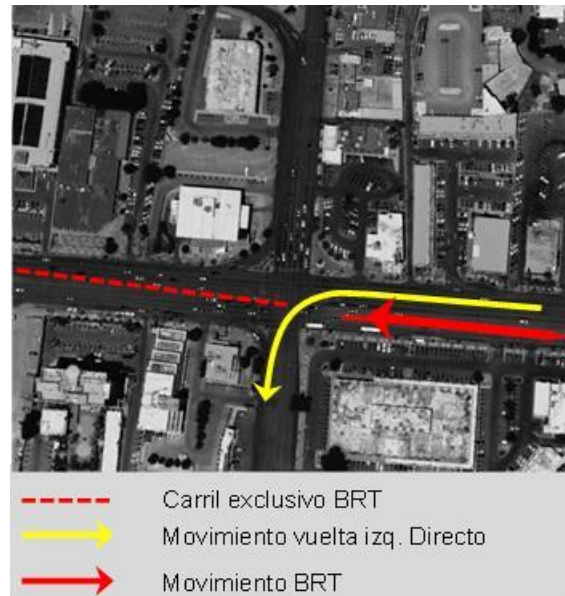 Carril exclusivo BRT
Movimiento vuelta izq. Directo
Movimiento BRT